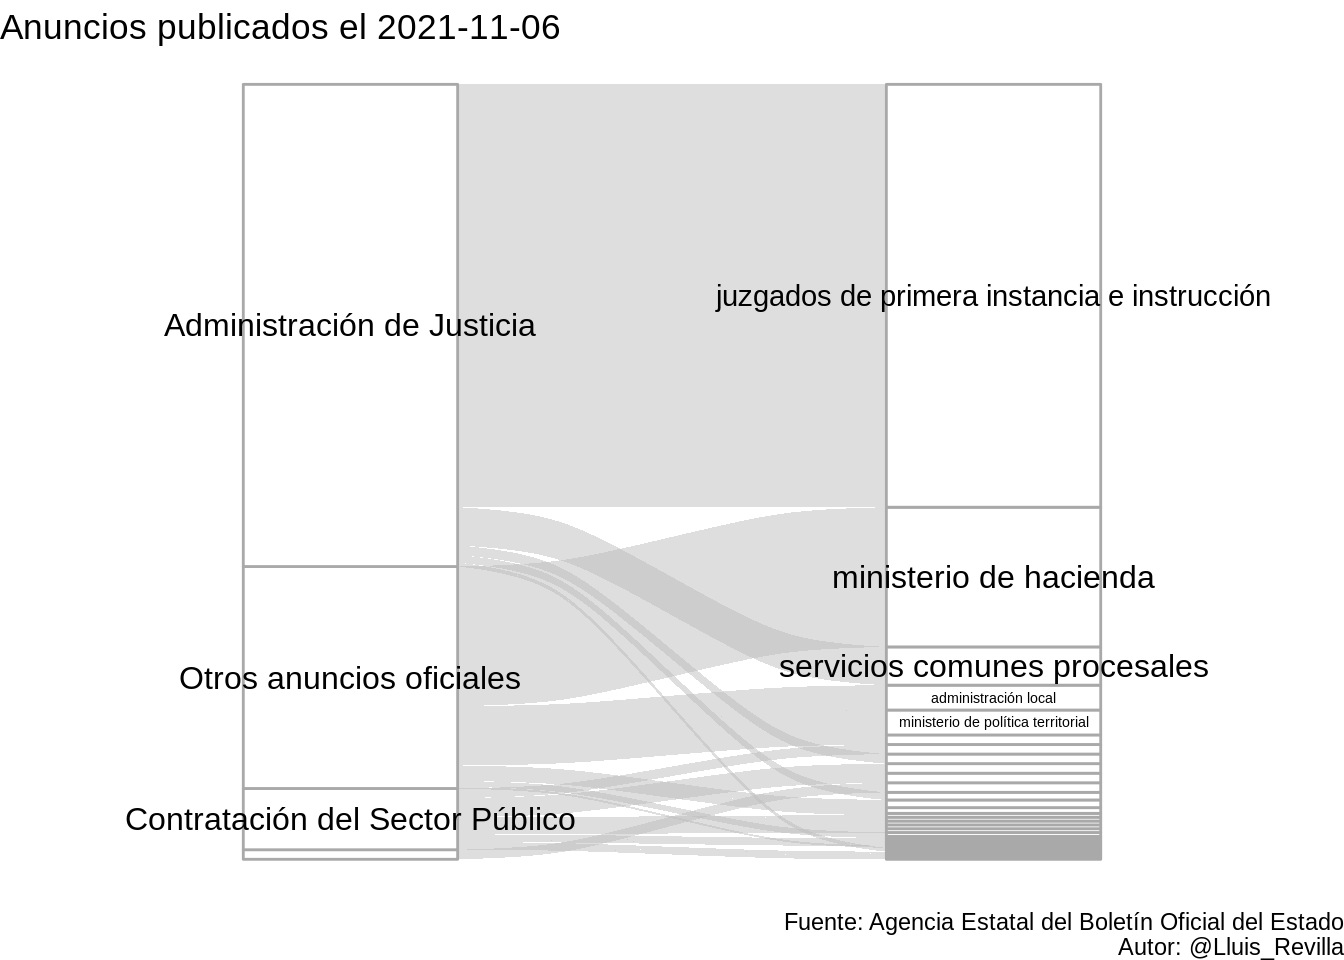 Anuncios publicados el 2021-11-06
juzgados de primera instancia e instrucción
Administración de Justicia
ministerio de hacienda
servicios comunes procesales
Otros anuncios oficiales
administración local
ministerio de política territorial
Contratación del Sector Público
Fuente: Agencia Estatal del Boletín Oficial del Estado
Autor: @Lluis_Revilla